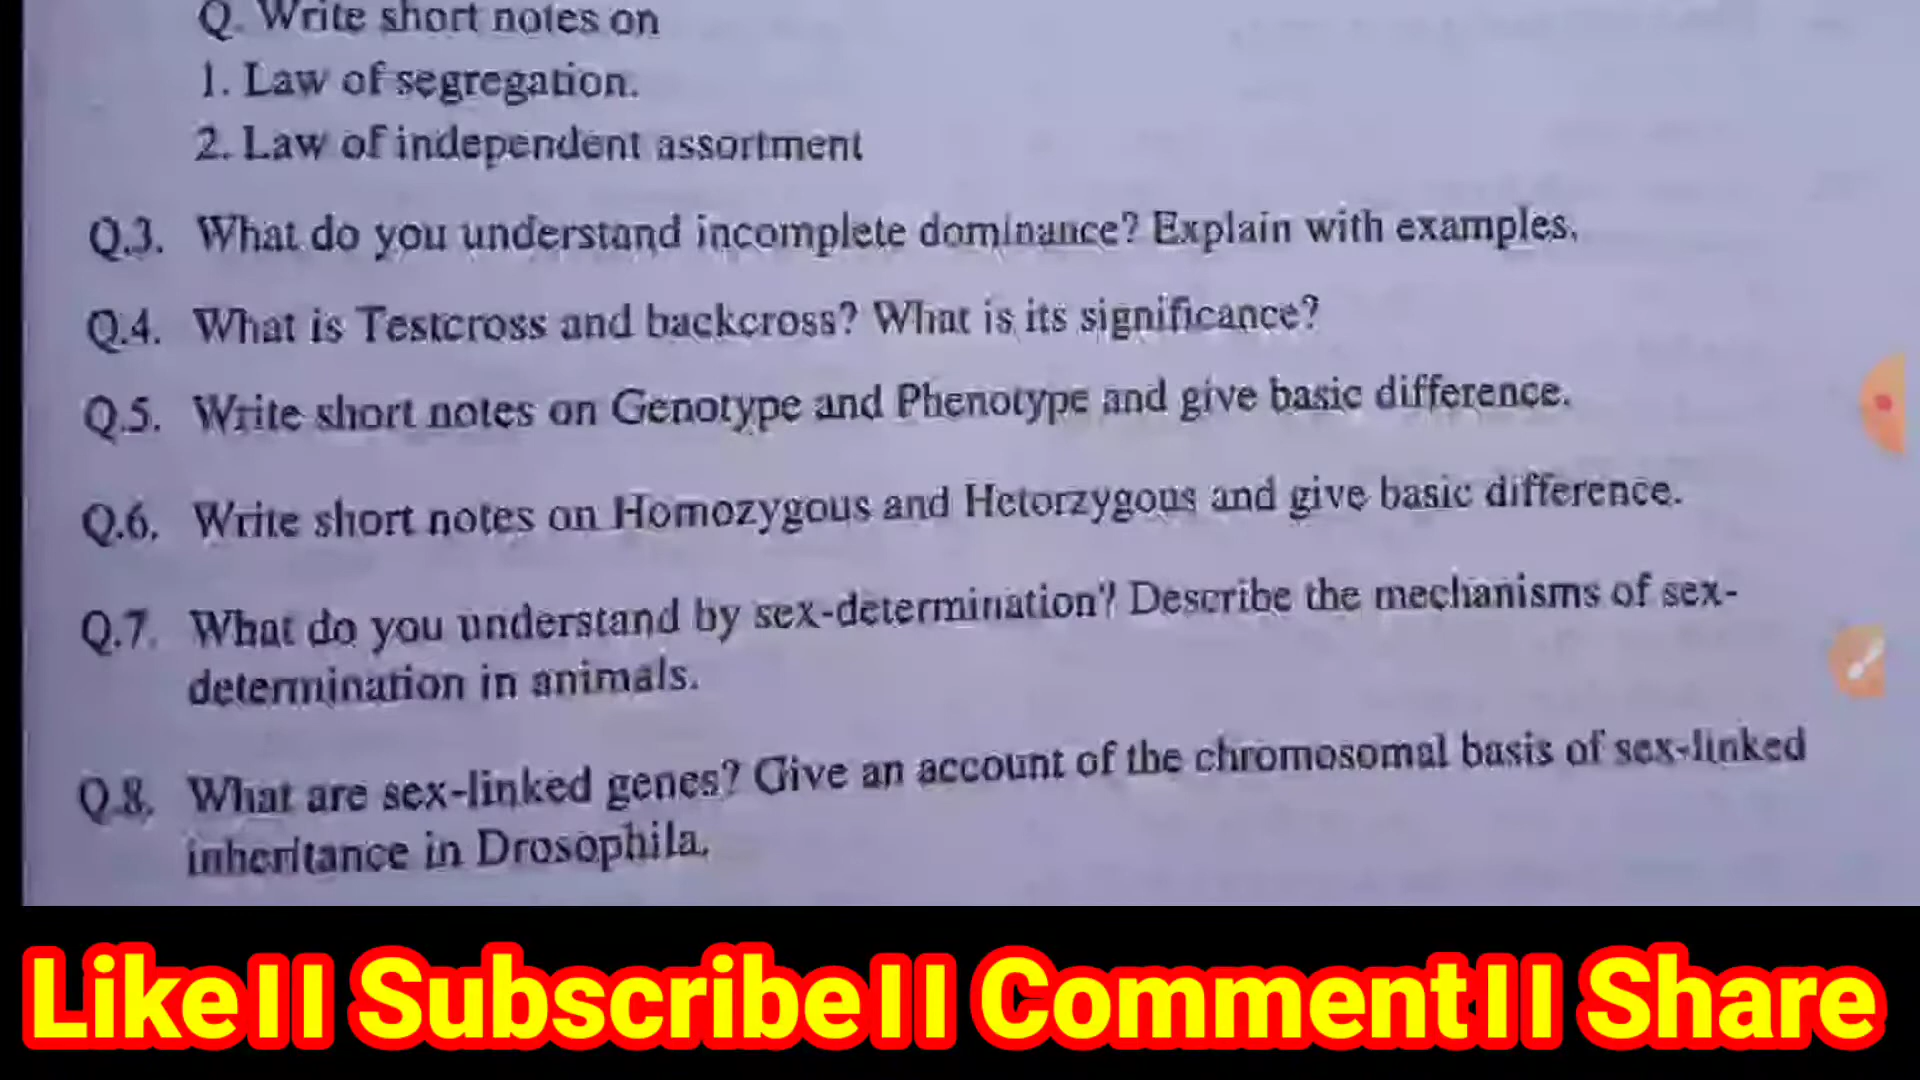 Q. Write short notes on
1. Law of segregation.
2. Law of independent assortment
Q.3. What do you understand incomplete dominance? Explain with examples.
Q.4. What is Testcross and backcross? What is its significance?
Q.5. Write short notes on Genotype and Phenotype and give basic difference.
Q.6. Write short notes on Homozygous and Hetorzygous and give basic difference.
Q.7. What do you understand by sex-determination? Describe the mechanisms of sex-
determination in animals.
Q.8. What are sex-linked genes? Give an account of the chromosomal basis of sex-linked
inheritance in Drosophila.
Like|| Subscribe|| Comment|| Share